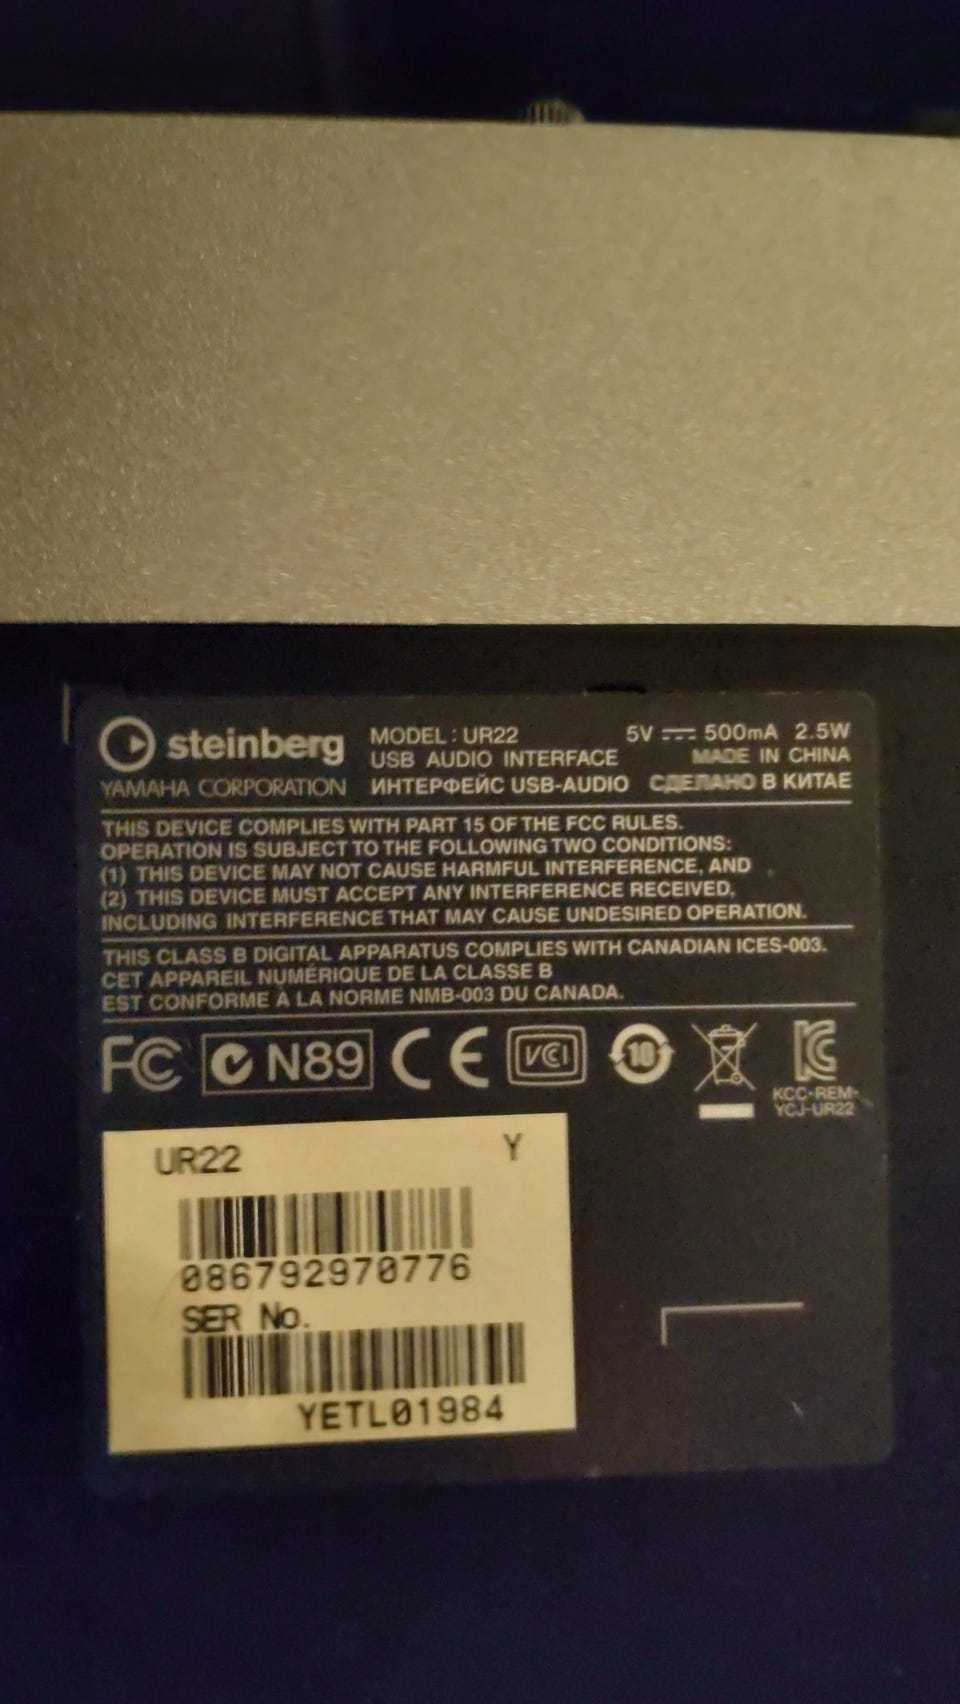 steinberg
YAMAHA CORPORATION
MODEL : UR22
USB AUDIO INTERFACE
ИНТЕРФЕЙС USB-AUDIO
5V 500mA 2.5W
MADE IN CHINA
СДЕЛАНО В КИТАЕ
THIS DEVICE COMPLIES WITH PART 15 OF THE FCC RULES.
OPERATION IS SUBJECT TO THE FOLLOWING TWO CONDITIONS:
(1) THIS DEVICE MAY NOT CAUSE HARMFUL INTERFERENCE, AND
(2) THIS DEVICE MUST ACCEPT ANY INTERFERENCE RECEIVED,
INCLUDING INTERFERENCE THAT MAY CAUSE UNDESIRED OPERATION.
THIS CLASS B DIGITAL APPARATUS COMPLIES WITH CANADIAN ICES-003.
CET APPAREIL NUMÉRIQUE DE LA CLASSE B
EST CONFORME À LA NORME NMB-003 DU CANADA.
FC N89 CE VCI 10 KC
KCC-REM-
YCJ-UR22
UR22 Y
086792970776
SER No.
YETL01984